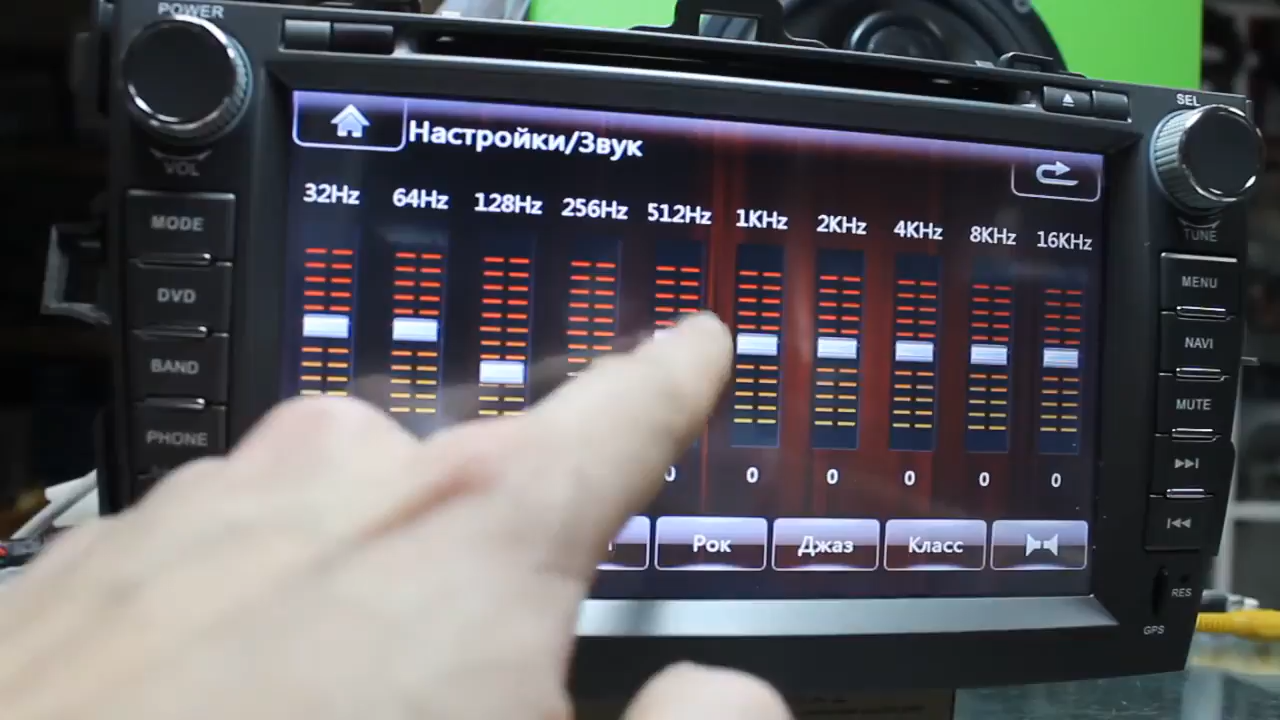 POWER
SEL
VOL
TUNE
MODE
DVD
BAND
PHONE
Настройки/Звук
32Hz 64Hz 128Hz 256Hz 512Hz 1KHz 2KHz 4KHz 8KHz 16KHz
0 0 0 0 0 0
Рок Джаз Класс
MENU
NAVI
MUTE
RES
GPS